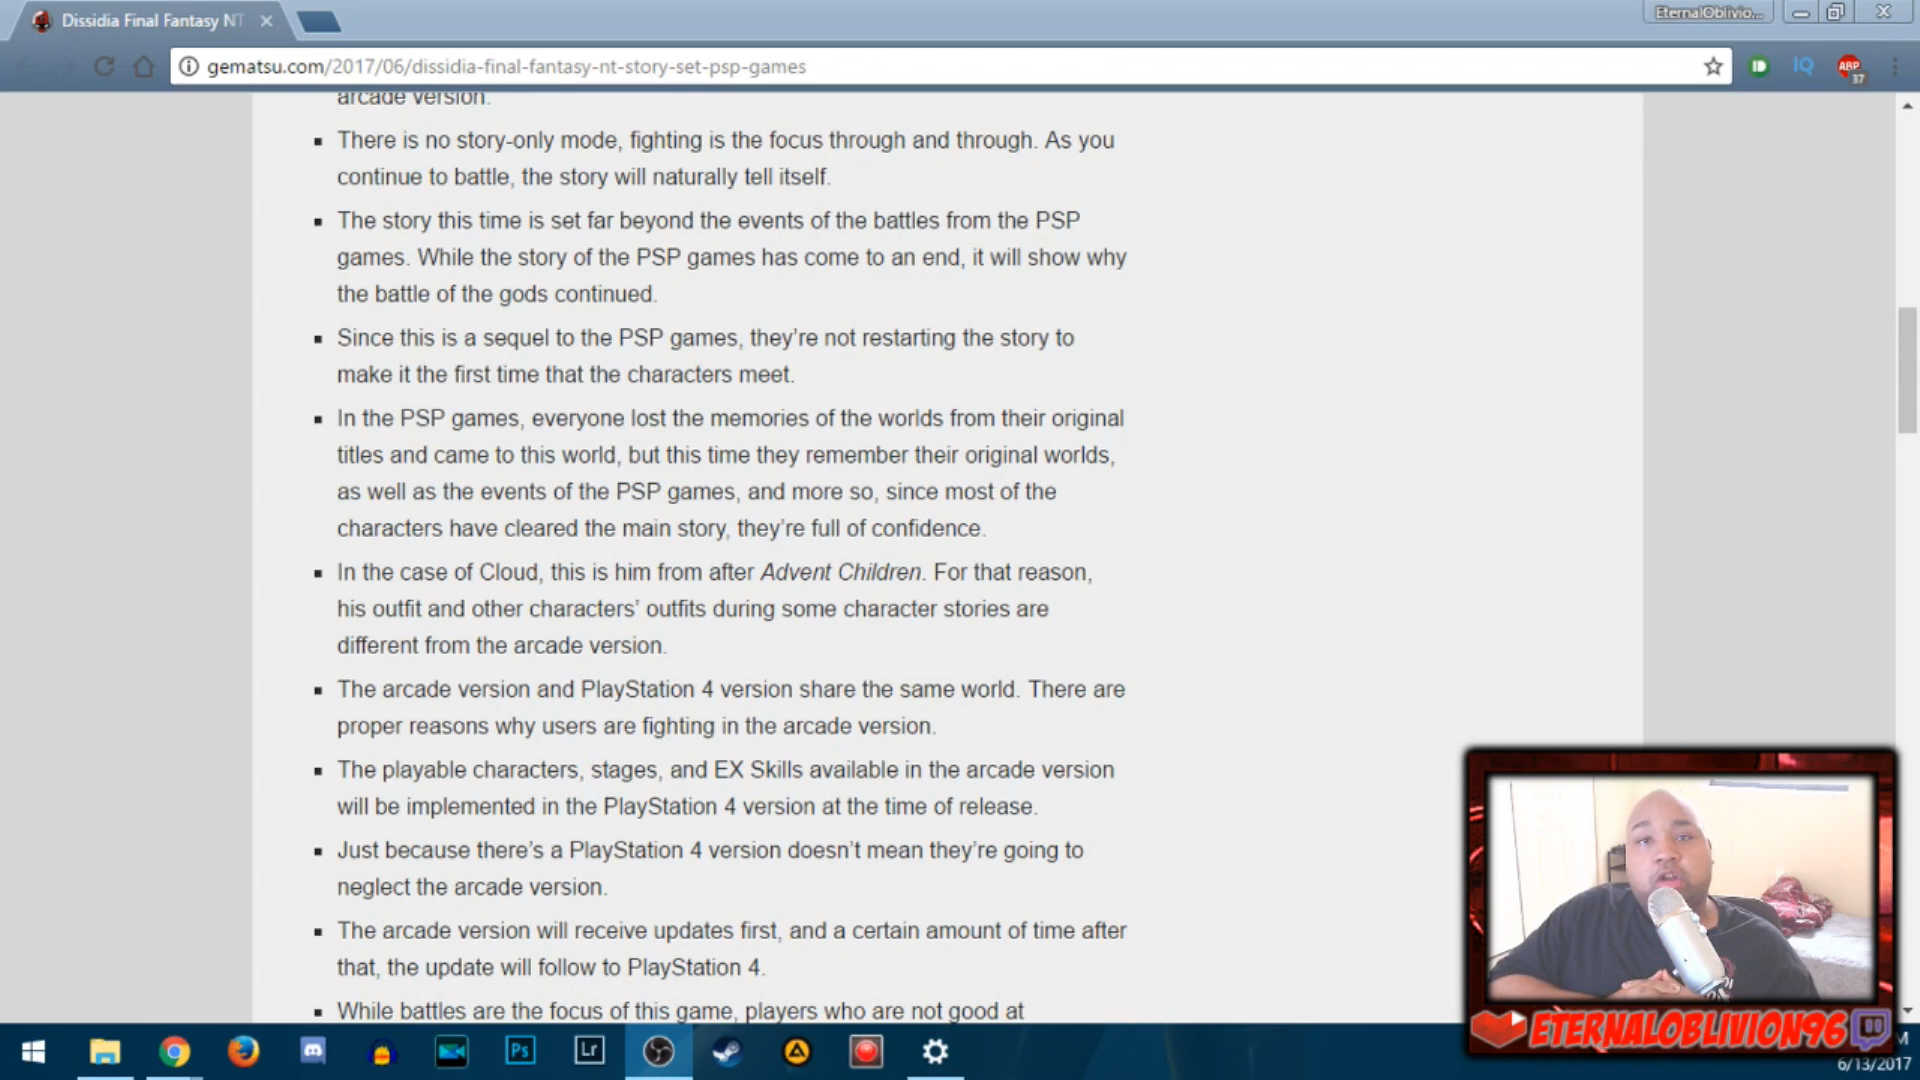 Dissidia Final Fantasy NT
EternalOblivio...
gematsu.com/2017/06/dissidia-final-fantasy-nt-story-set-psp-games
IQ
ABP
37
arcade version.
There is no story-only mode, fighting is the focus through and through. As you
continue to battle, the story will naturally tell itself.
The story this time is set far beyond the events of the battles from the PSP
games. While the story of the PSP games has come to an end, it will show why
the battle of the gods continued.
Since this is a sequel to the PSP games, they’re not restarting the story to
make it the first time that the characters meet.
In the PSP games, everyone lost the memories of the worlds from their original
titles and came to this world, but this time they remember their original worlds,
as well as the events of the PSP games, and more so, since most of the
characters have cleared the main story, they’re full of confidence.
In the case of Cloud, this is him from after Advent Children. For that reason,
his outfit and other characters’ outfits during some character stories are
different from the arcade version.
The arcade version and PlayStation 4 version share the same world. There are
proper reasons why users are fighting in the arcade version.
The playable characters, stages, and EX Skills available in the arcade version
will be implemented in the PlayStation 4 version at the time of release.
Just because there’s a PlayStation 4 version doesn’t mean they’re going to
neglect the arcade version.
The arcade version will receive updates first, and a certain amount of time after
that, the update will follow to PlayStation 4.
While battles are the focus of this game, players who are not good at
ETERNALOBLIVION96
Ps
Lr
6/13/2017